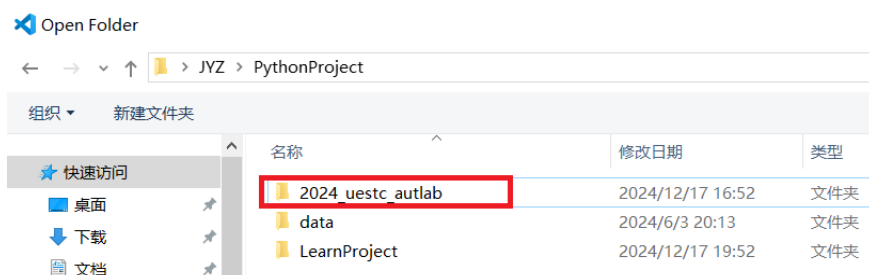 Open Folder
JYZ > PythonProject
组织 新建文件夹
名称 修改日期 类型
快速访问
2024_uestc_autlab 2024/12/17 16:52 文件夹
桌面
data 2024/6/3 20:13 文件夹
下载
LearnProject 2024/12/17 19:52 文件夹
文档